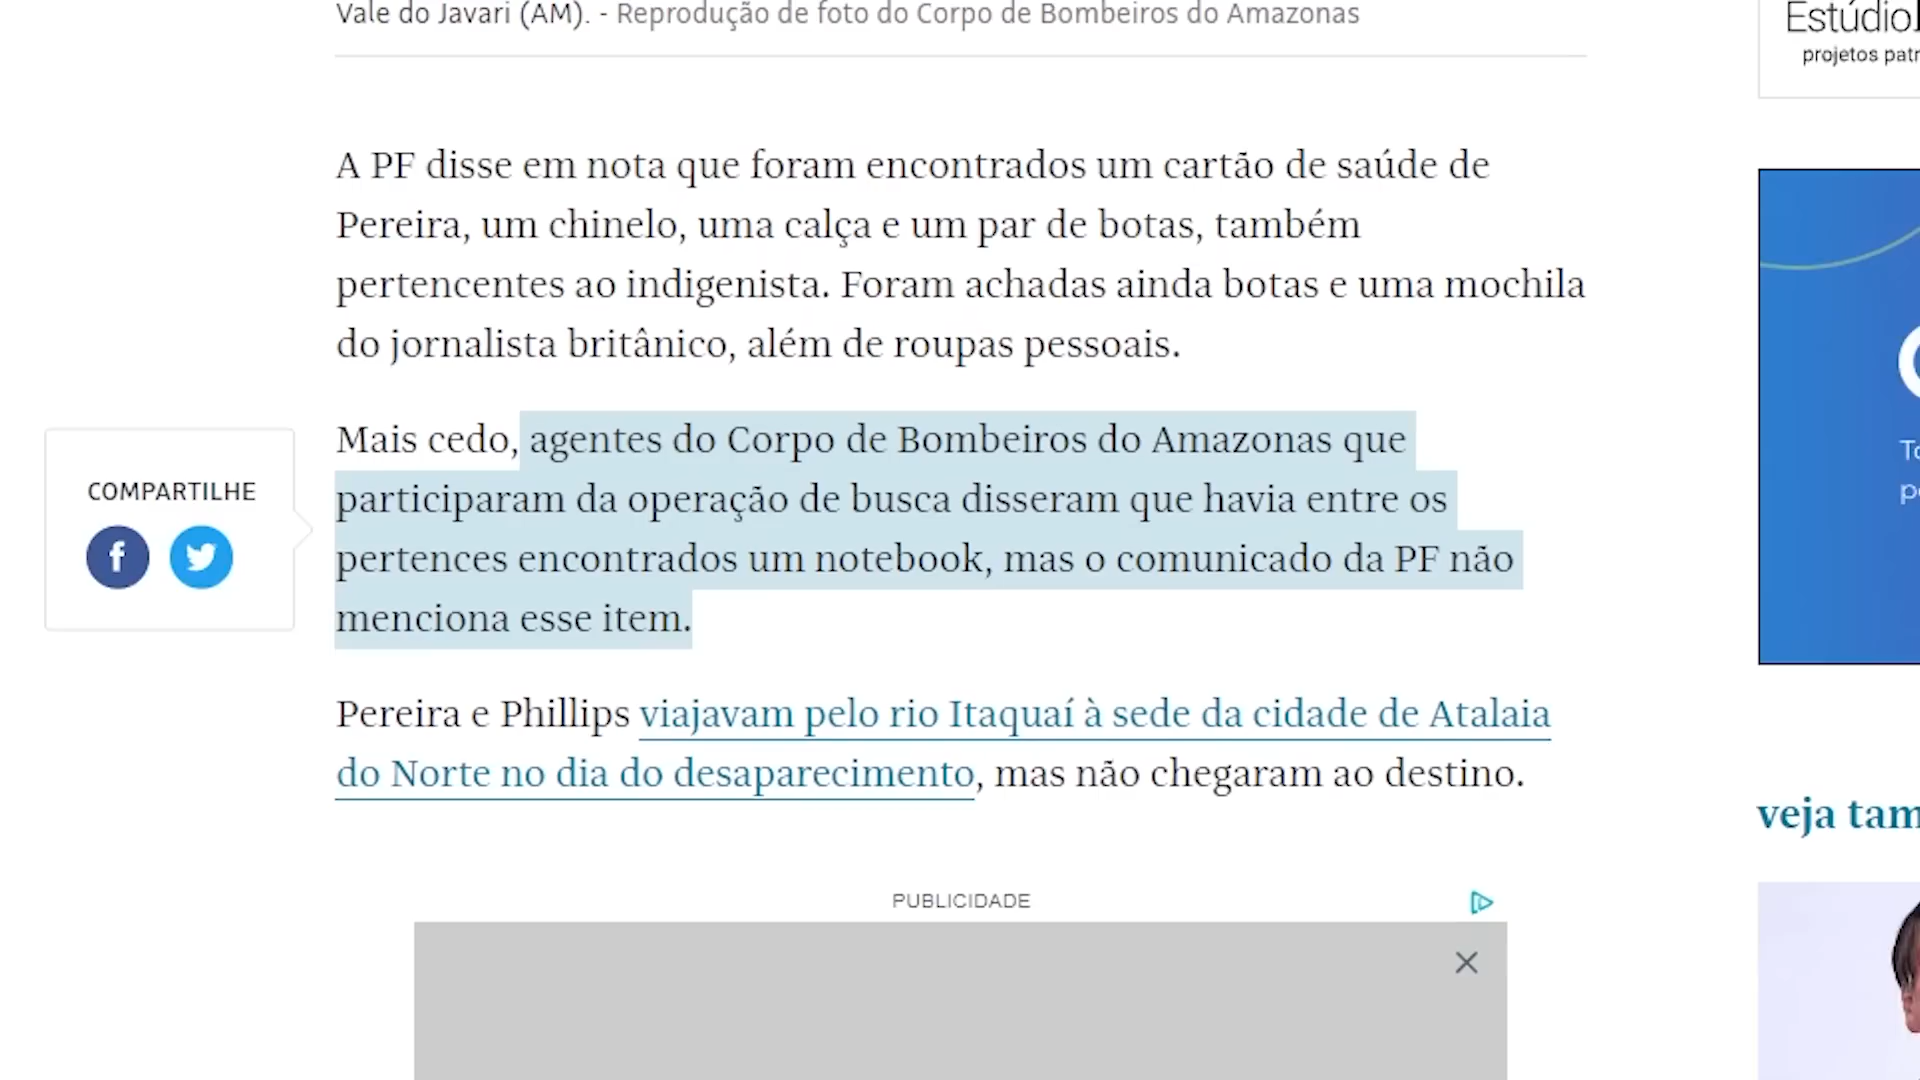 Vale do Javari (AM). - Reprodução de foto do Corpo de Bombeiros do Amazonas
A PF disse em nota que foram encontrados um cartão de saúde de
Pereira, um chinelo, uma calça e um par de botas, também
pertencentes ao indigenista. Foram achadas ainda botas e uma mochila
do jornalista britânico, além de roupas pessoais.
Mais cedo, agentes do Corpo de Bombeiros do Amazonas que
participaram da operação de busca disseram que havia entre os
pertences encontrados um notebook, mas o comunicado da PF não
menciona esse item.
Pereira e Phillips viajavam pelo rio Itaquaí à sede da cidade de Atalaia
do Norte no dia do desaparecimento, mas não chegaram ao destino.
COMPARTILHE
PUBLICIDADE
Estúdio
projetos
veja